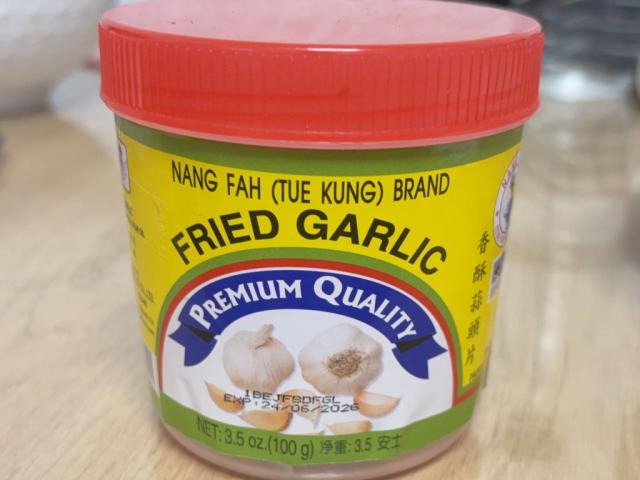 NANG FAH (TUE KUNG) BRAND
FRIED GARLIC
PREMIUM QUALITY
1BEJFBDFGL
EXP:24/06/2026
NET: 3.5 oz.(100 g) 净重: 3.5 安士
香酥蒜頭片